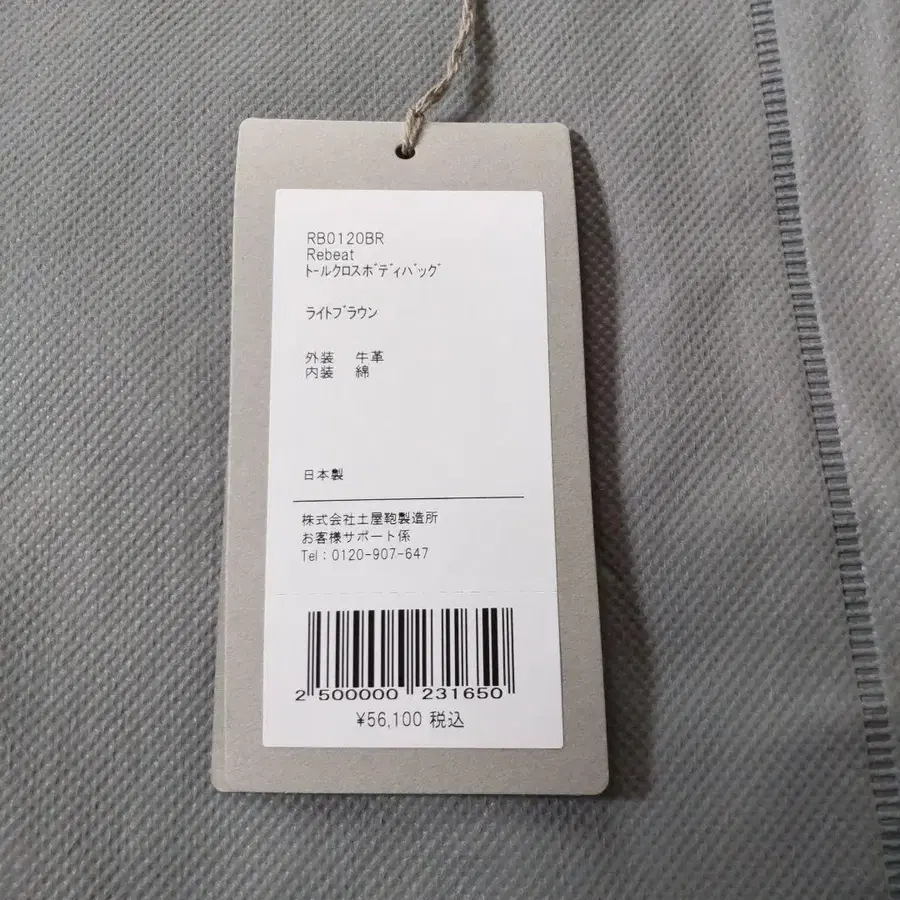 RB0120BR
Rebeat
ﾄｰﾙｸﾛｽﾎﾞﾃﾞｨﾊﾞｯｸﾞ
ﾗｲﾄﾌﾞﾗｳﾝ
外装　牛革
内装　綿
日本製
株式会社土屋鞄製造所
お客様サポート係
Tel：0120-907-647
2 500000 231650
¥56,100 税込